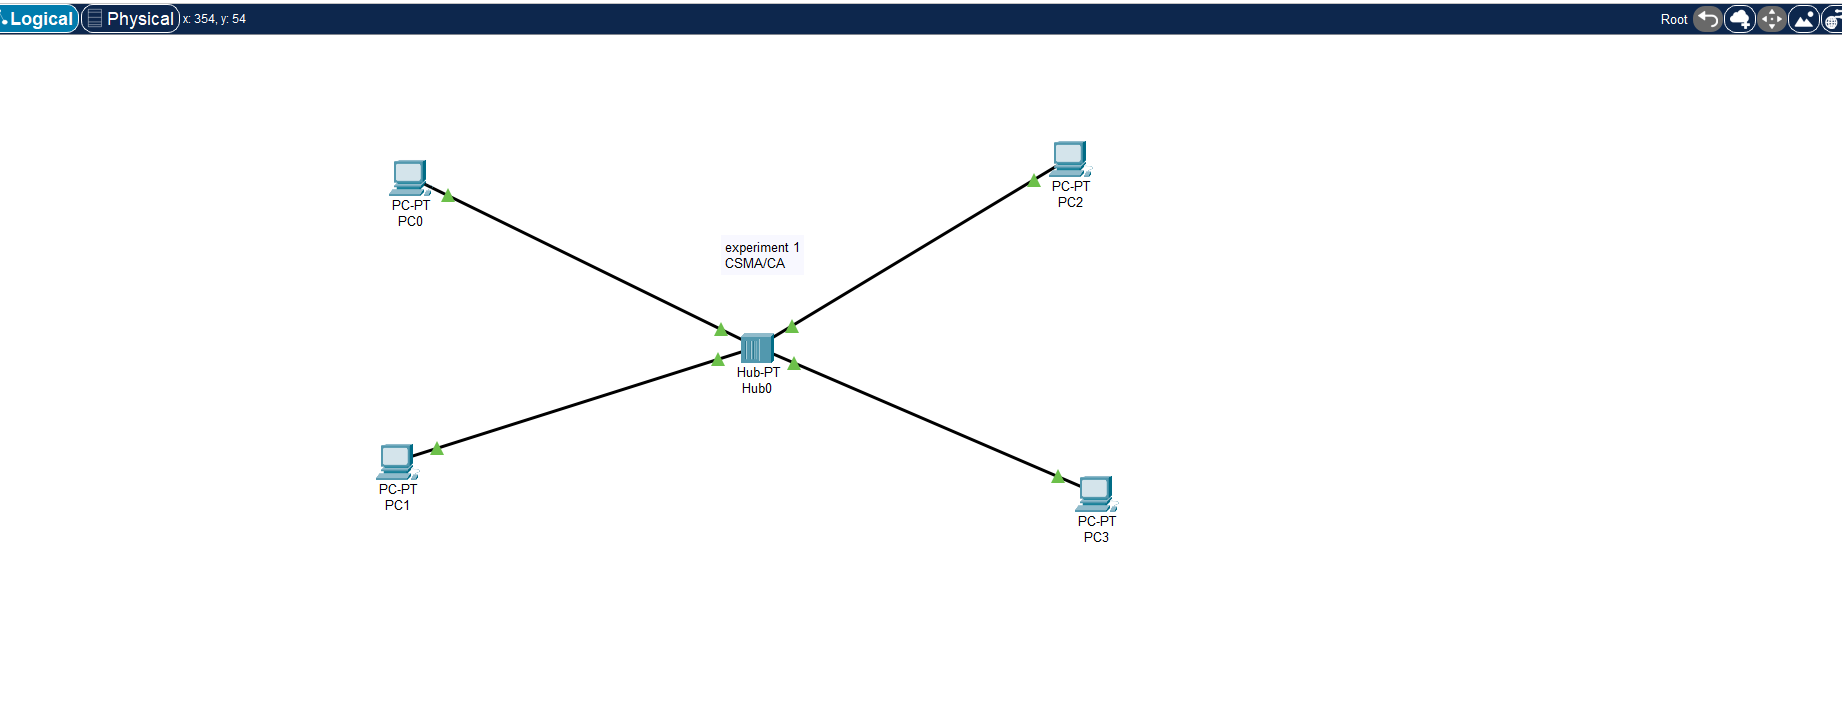 Logical Physical x: 354, y: 54 Root
PC-PT
PC0
PC-PT
PC2
experiment 1
CSMA/CA
Hub-PT
Hub0
PC-PT
PC1
PC-PT
PC3